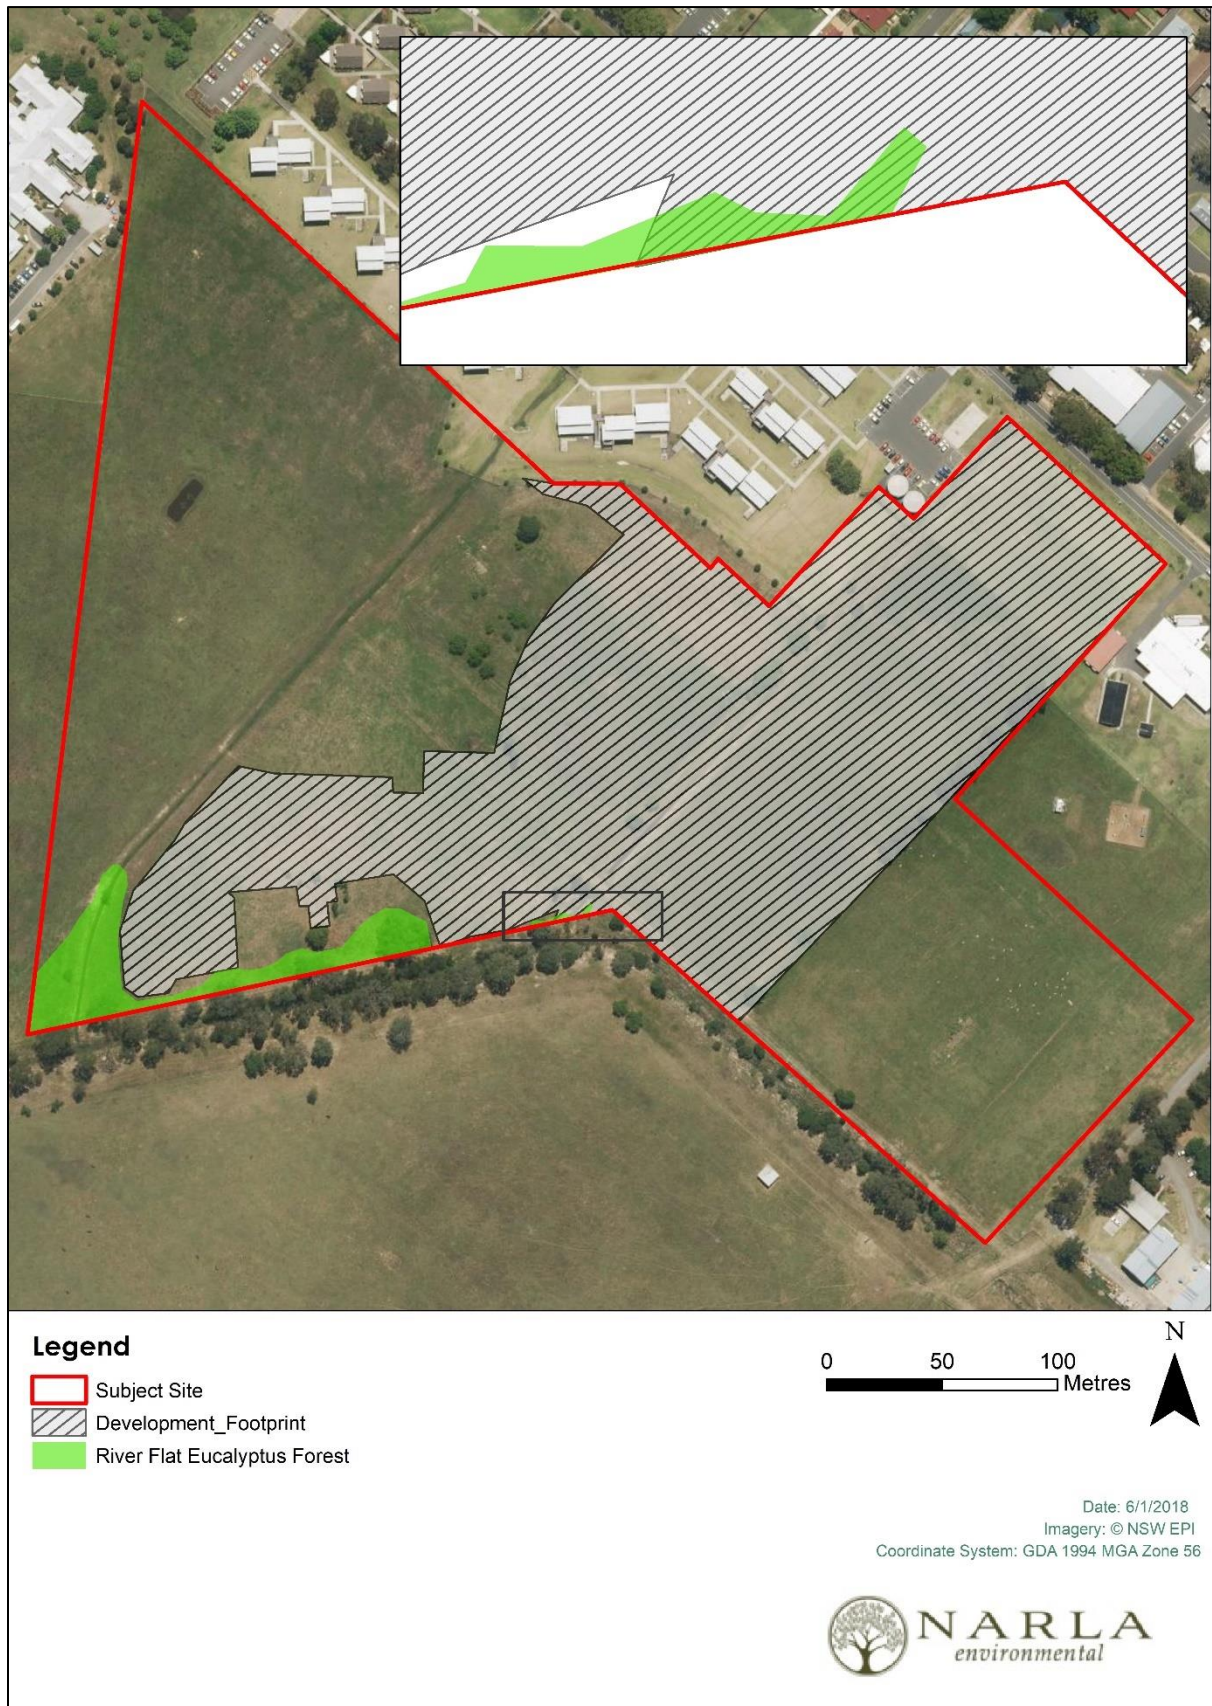 Legend
Subject Site
Development_Footprint
River Flat Eucalyptus Forest
0 50 100
Metres
N
Date: 6/1/2018
Imagery: © NSW EPI
Coordinate System: GDA 1994 MGA Zone 56
NARLA
environmental